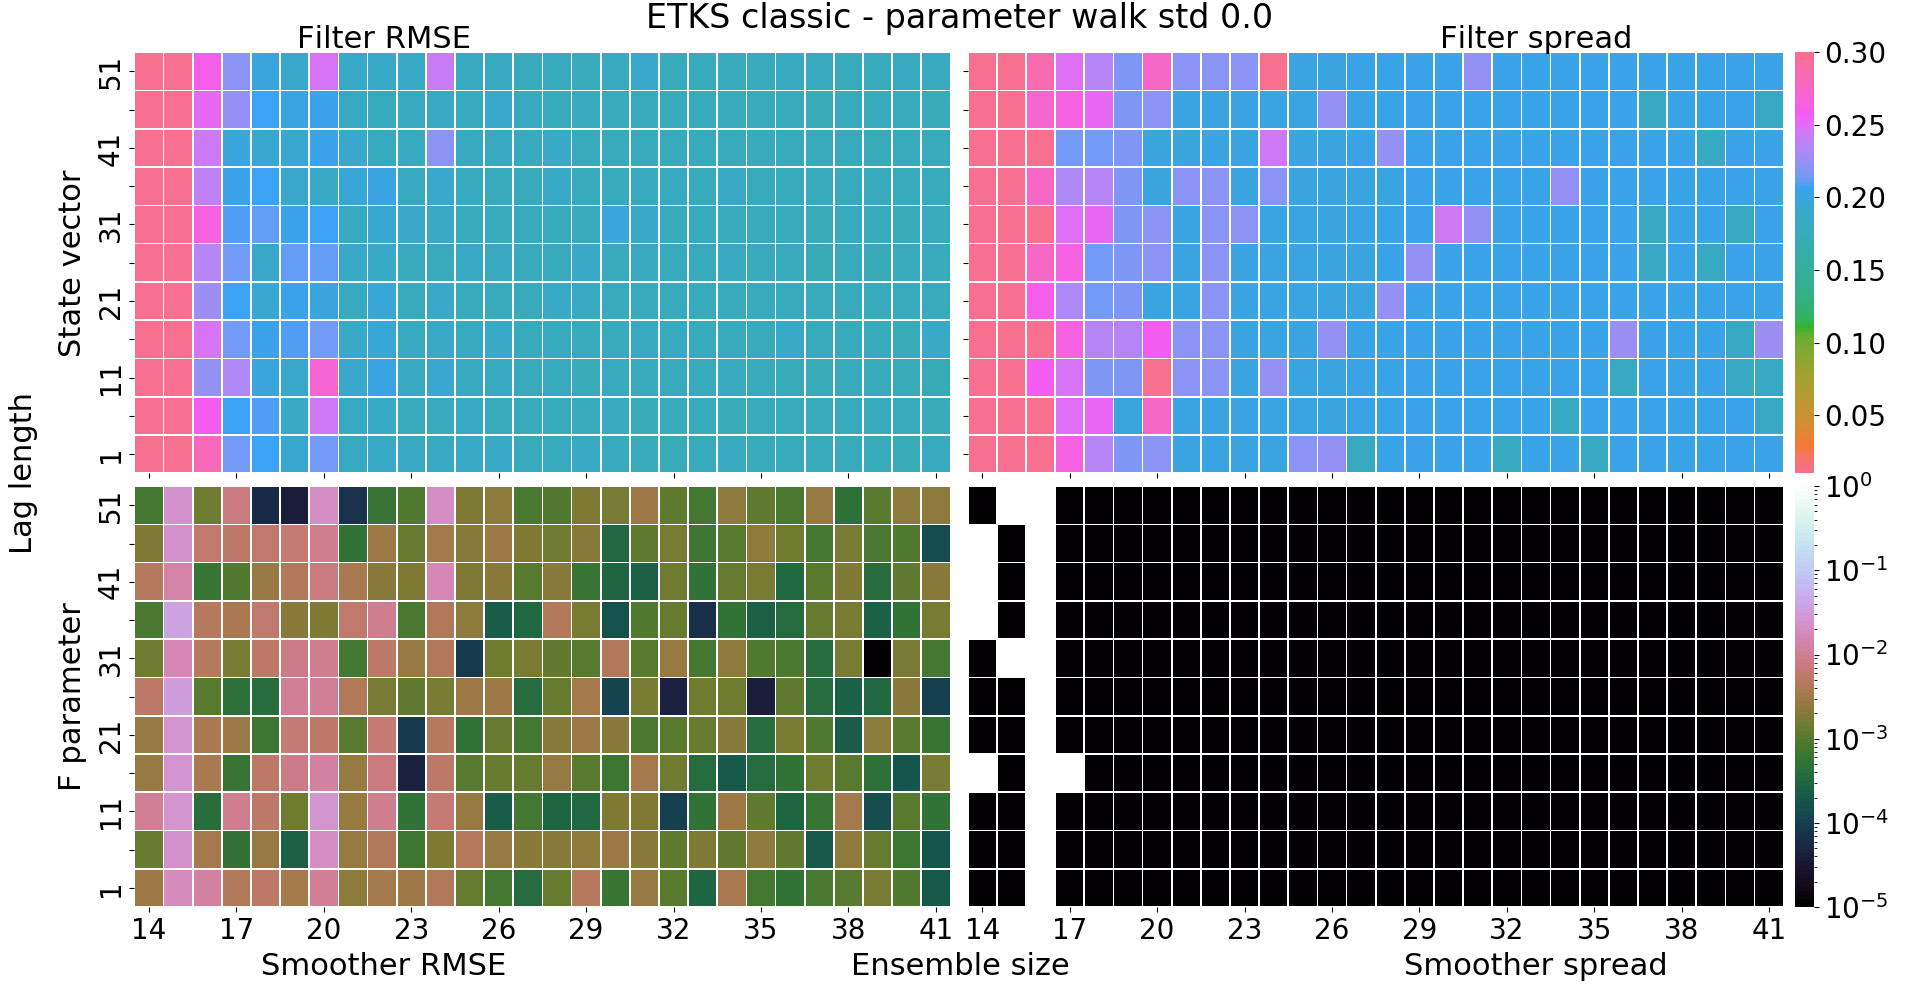 ETKS classic - parameter walk std 0.0
Filter RMSE
Filter spread
Lag length
State vector
51
41
31
21
11
1
0.30
0.25
0.20
0.15
0.10
0.05
F parameter
51
41
31
21
11
1
10⁰
10⁻¹
10⁻²
10⁻³
10⁻⁴
10⁻⁵
14 17 20 23 26 29 32 35 38 41
14 17 20 23 26 29 32 35 38 41
Smoother RMSE
Ensemble size
Smoother spread